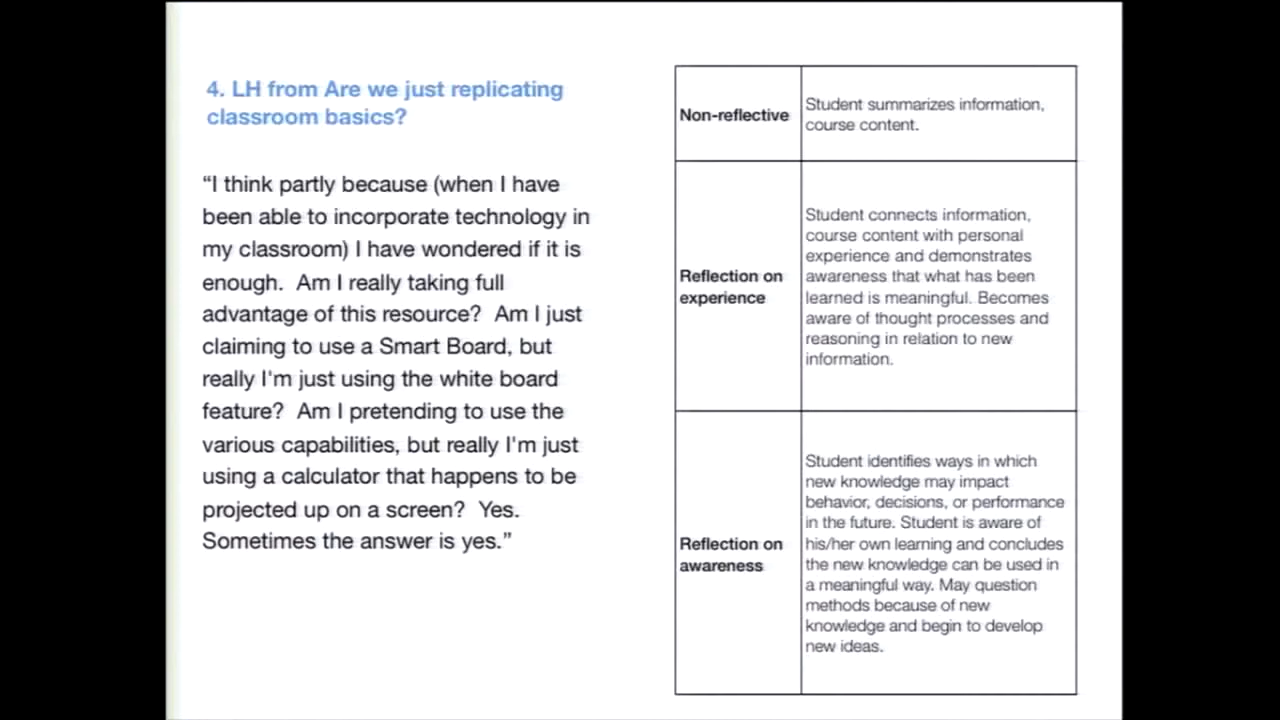 4. LH from Are we just replicating
classroom basics?
“I think partly because (when I have
been able to incorporate technology in
my classroom) I have wondered if it is
enough.  Am I really taking full
advantage of this resource?  Am I just
claiming to use a Smart Board, but
really I'm just using the white board
feature?  Am I pretending to use the
various capabilities, but really I'm just
using a calculator that happens to be
projected up on a screen?  Yes.
Sometimes the answer is yes.”
Non-reflective
Student summarizes information,
course content.
Reflection on
experience
Student connects information,
course content with personal
experience and demonstrates
awareness that what has been
learned is meaningful. Becomes
aware of thought processes and
reasoning in relation to new
information.
Reflection on
awareness
Student identifies ways in which
new knowledge may impact
behavior, decisions, or performance
in the future. Student is aware of
his/her own learning and concludes
the new knowledge can be used in
a meaningful way. May question
methods because of new
knowledge and begin to develop
new ideas.